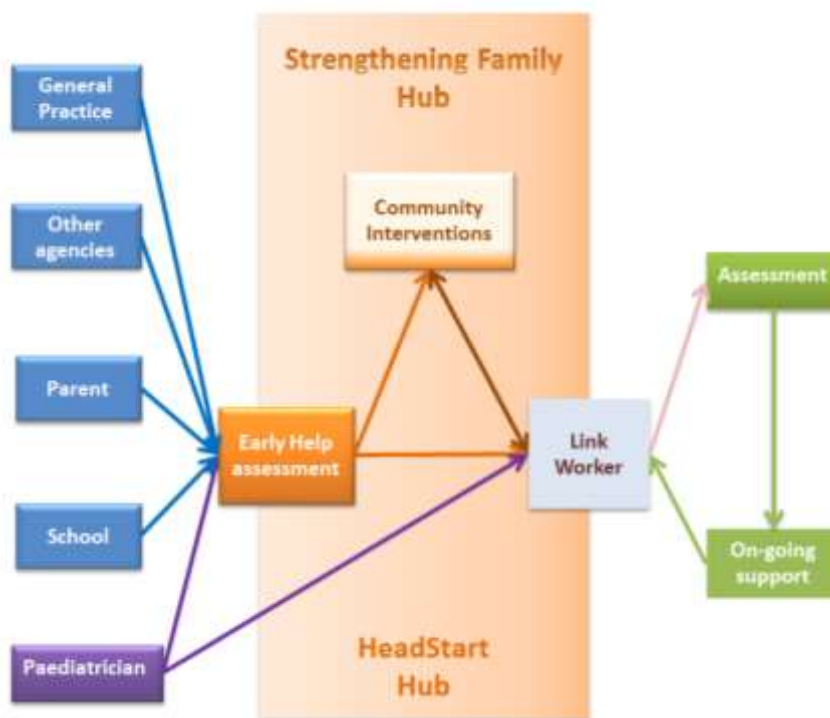 Strengthening Family
Hub
General
Practice
Community
Interventions
Other
agencies
Assessment
Parent
Early Help
assessment
Link
Worker
School
On-going
support
Paediatrician
HeadStart
Hub